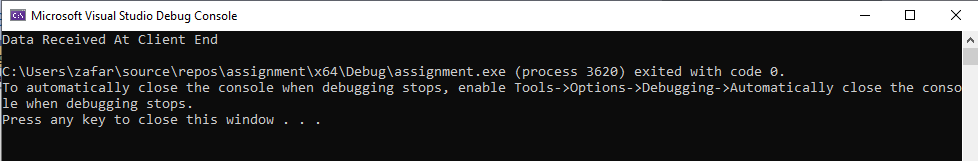 Microsoft Visual Studio Debug Console
Data Received At Client End
C:\Users\zafar\source\repos\assignment\x64\Debug\assignment.exe (process 3620) exited with code 0.
To automatically close the console when debugging stops, enable Tools->Options->Debugging->Automatically close the conso
le when debugging stops.
Press any key to close this window . . .